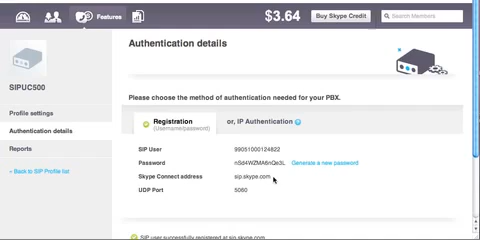 Features
$3.64
Buy Skype Credit
Search Members
Authentication details
SIPUC500
Please choose the method of authentication needed for your PBX.
Profile settings
Registration
(Username/password)
or, IP Authentication ?
Authentication details
Reports
SIP User 99051000124822
Password nSd4WZMA6nQe3L Generate a new password
« Back to SIP Profile list
Skype Connect address sip.skype.com
UDP Port 5060
SIP user successfully registered at sip.skype.com